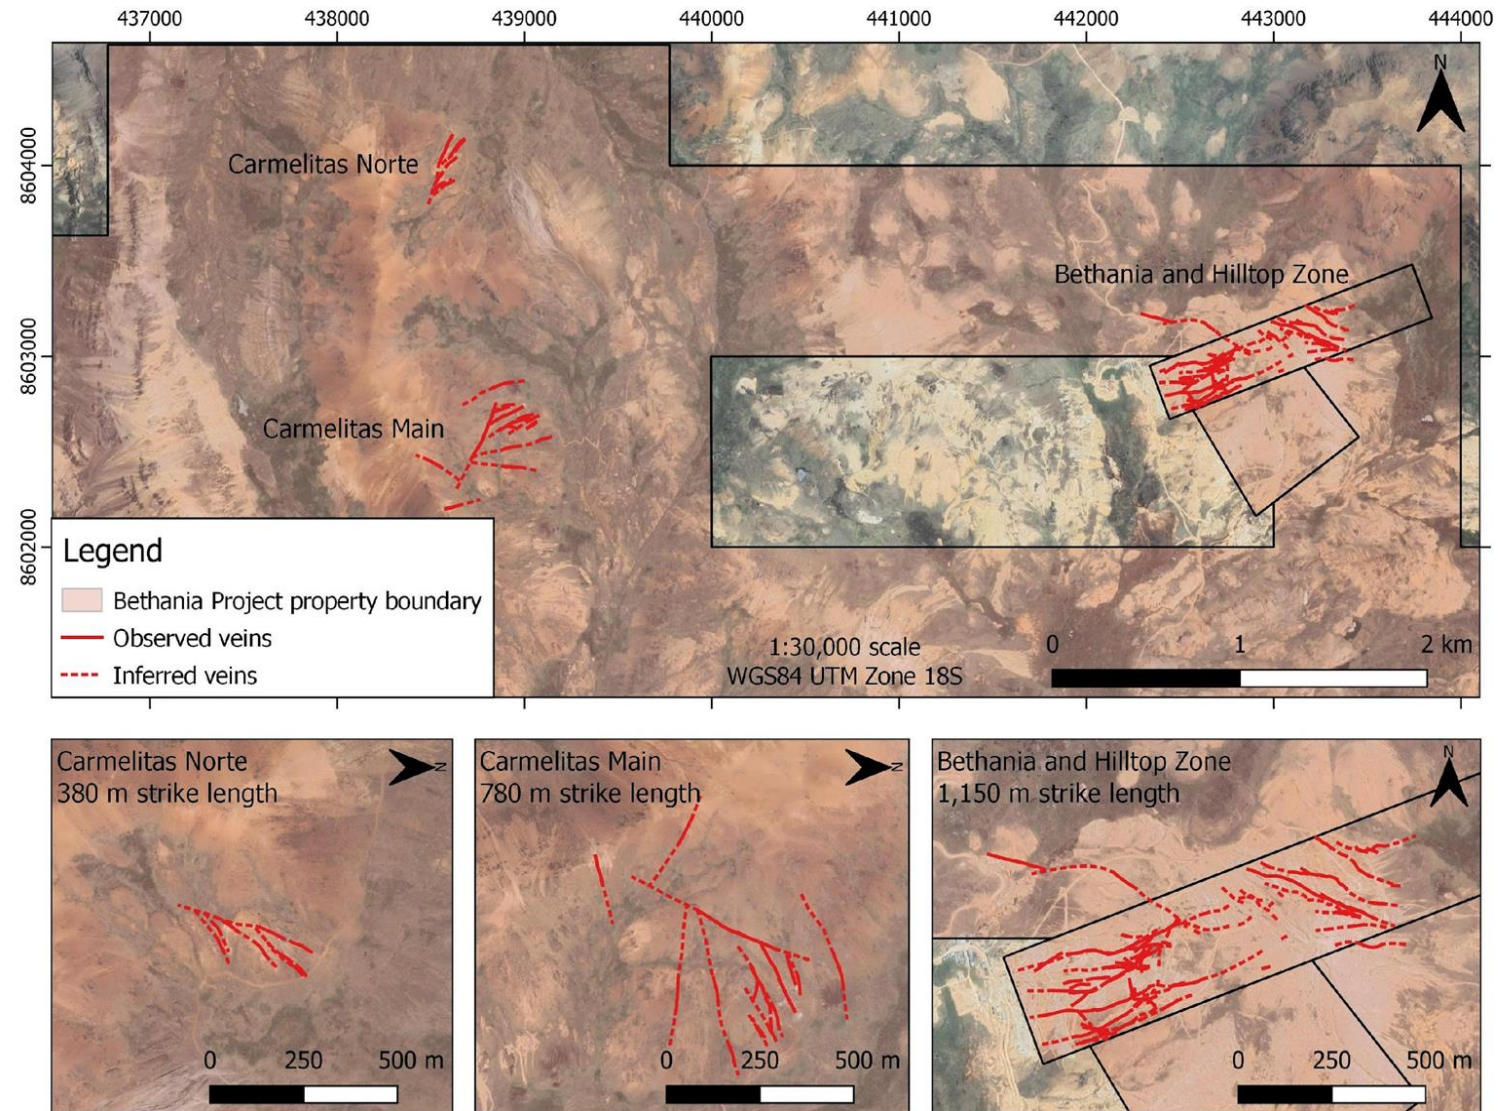 437000 438000 439000 440000 441000 442000 443000 444000
N
8604000
Carmelitas Norte
Bethania and Hilltop Zone
8603000
Carmelitas Main
8602000
Legend
Bethania Project property boundary
Observed veins
Inferred veins
1:30,000 scale
WGS84 UTM Zone 18S
0 1 2 km
Carmelitas Norte
380 m strike length
N
0 250 500 m
Carmelitas Main
780 m strike length
N
0 250 500 m
Bethania and Hilltop Zone
1,150 m strike length
N
0 250 500 m